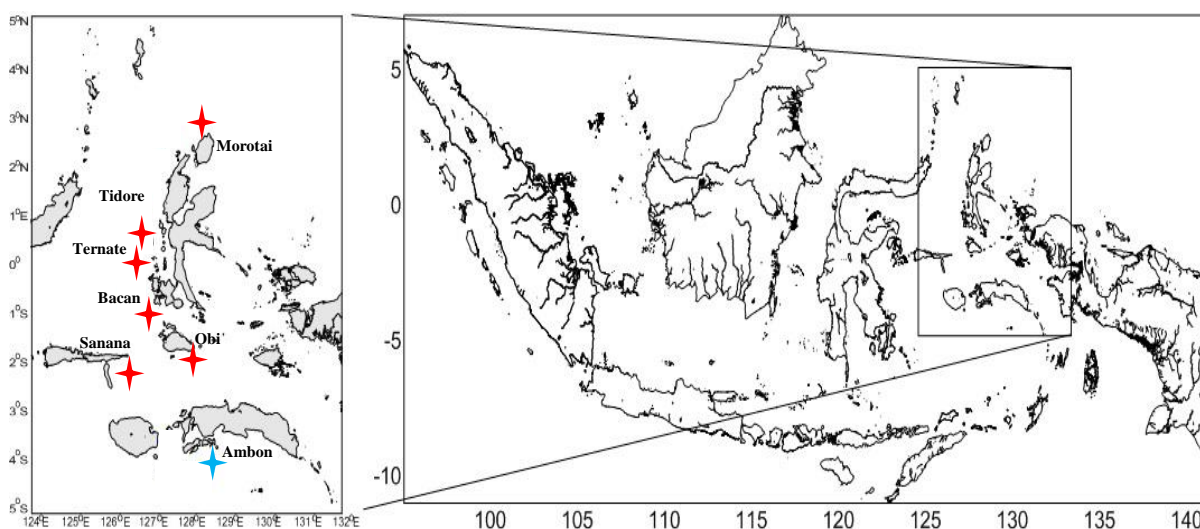 5°N
4°N
3°N
2°N
1°E
0°
1°S
2°S
3°S
4°S
5°S
124°E 125°E 126°E 127°E 128°E 129°E 130°E 131°E 132°E
Morotai
Tidore
Ternate
Bacan
Sanana
Obi
Ambon
5
0
-5
-10
100 105 110 115 120 125 130 135 140